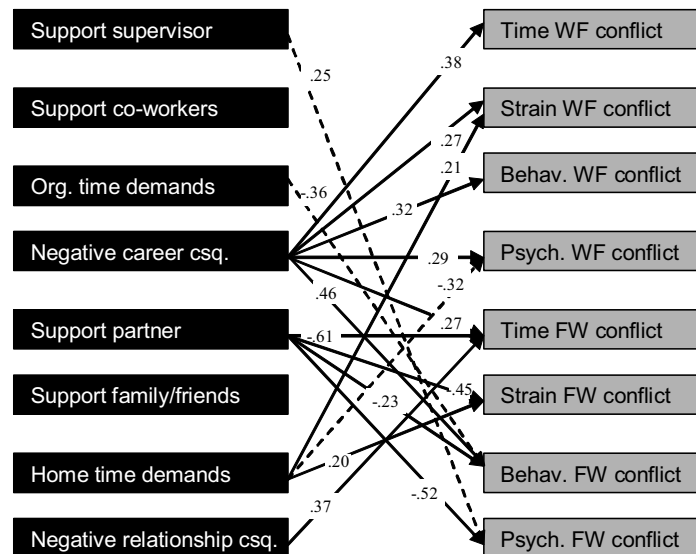 Support supervisor
Time WF conflict
.38
.25
Support co-workers
Strain WF conflict
.27
.21
Org. time demands
Behav. WF conflict
-.36
.32
Negative career csq.
Psych. WF conflict
.29
-.32
.46
.27
Support partner
Time FW conflict
-.61
Support family/friends
Strain FW conflict
-.45
-.23
Home time demands
Behav. FW conflict
.20
-.52
.37
Negative relationship csq.
Psych. FW conflict